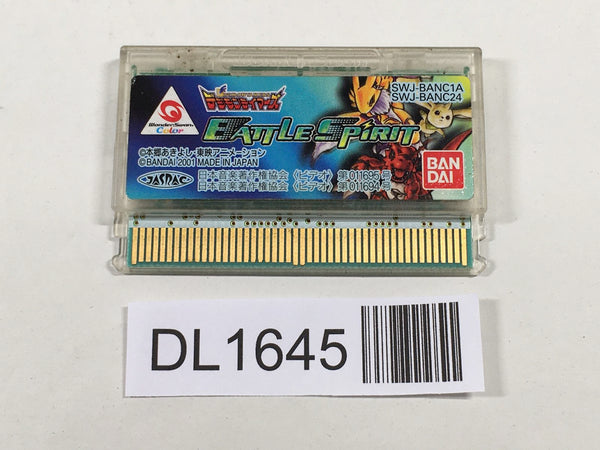 SWJ-BANC1A
SWJ-BANC24
デジモンテイマーズ
BATTLE SPIRIT
WonderSwan
Color
©本郷あきよし・東映アニメーション
©BANDAI 2001 MADE IN JAPAN
JASRAC
日本音楽著作権協会 〈ビデオ〉 第011695号
日本音楽著作権協会 〈ビデオ〉 第011694号
BAN
DAI
DL1645